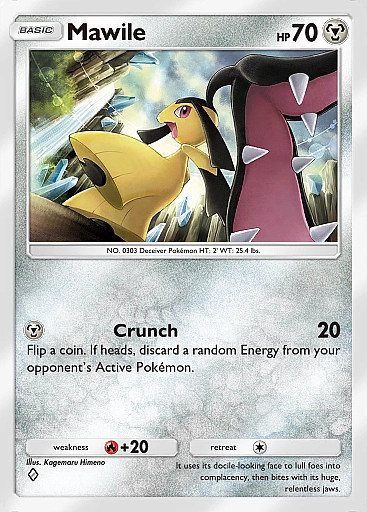 BASIC Mawile HP 70
NO. 0303 Deceiver Pokémon HT: 2' WT: 25.4 lbs.
Crunch 20
Flip a coin. If heads, discard a random Energy from your
opponent's Active Pokémon.
weakness +20 retreat
Illus. Kagemaru Himeno
It uses its docile-looking face to lull foes into
complacency, then bites with its huge,
relentless jaws.